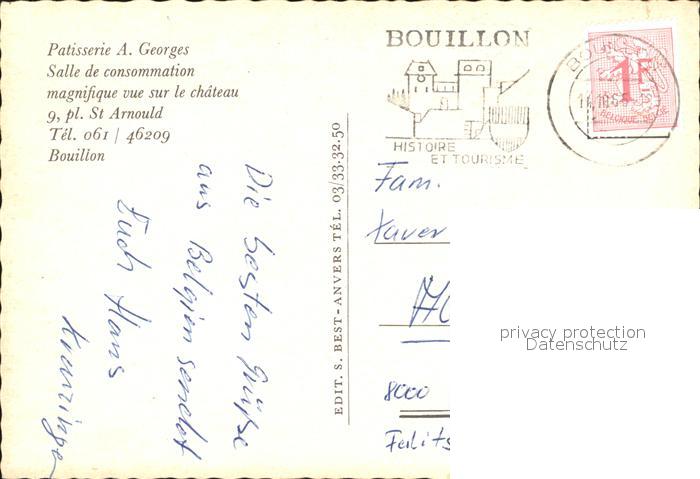 Patisserie A. Georges
Salle de consommation
magnifique vue sur le château
9, pl. St Arnould
Tél. 061 / 46209
Bouillon
BOUILLON
HISTOIRE
ET TOURISME
1F
BELGIQUE
EDIT. S. BEST-ANVERS TÉL. 03/33.32.50
Die besten Grüße
aus Belgien sendet
Euch Hans
Fam.
Xaver
8000
privacy protection
Datenschutz